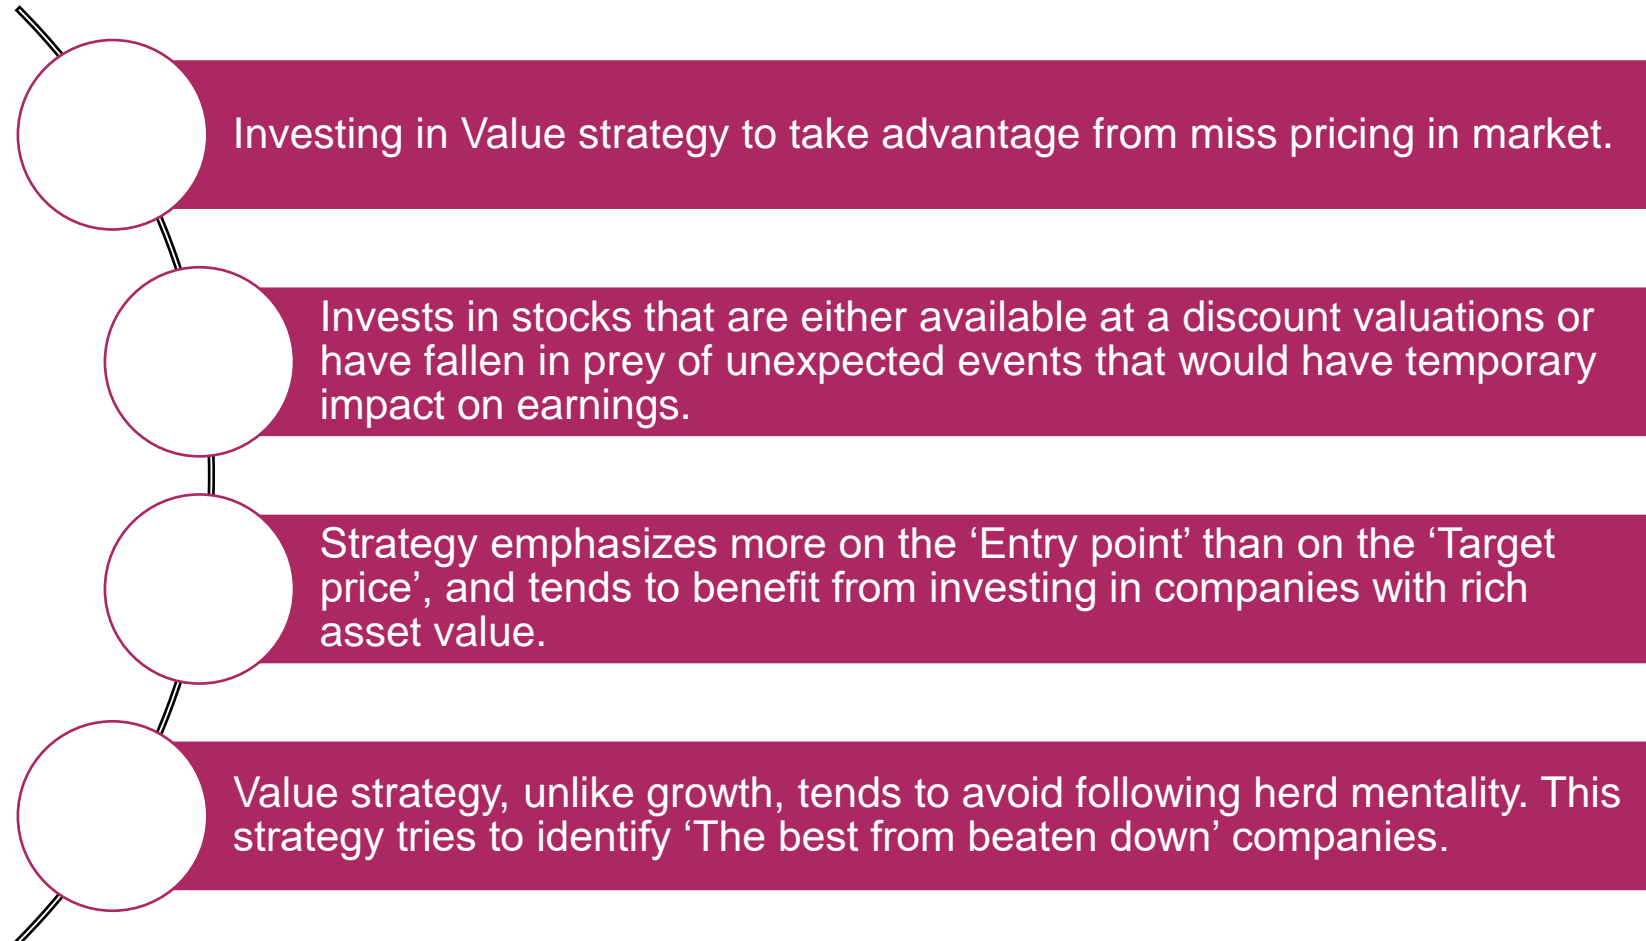 Investing in Value strategy to take advantage from miss pricing in market.
Invests in stocks that are either available at a discount valuations or
have fallen in prey of unexpected events that would have temporary
impact on earnings.
Strategy emphasizes more on the ‘Entry point’ than on the ‘Target
price’, and tends to benefit from investing in companies with rich
asset value.
Value strategy, unlike growth, tends to avoid following herd mentality. This
strategy tries to identify ‘The best from beaten down’ companies.